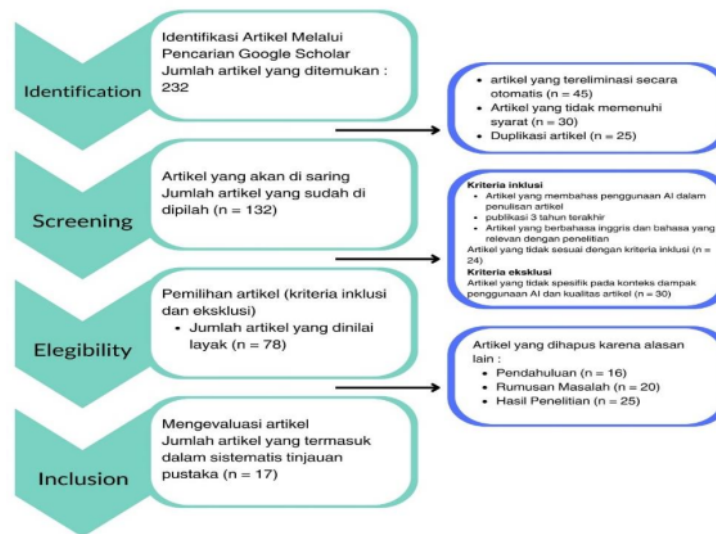 Identification
Identifikasi Artikel Melalui
Pencarian Google Scholar
Jumlah artikel yang ditemukan :
232
• artikel yang tereliminasi secara
otomatis (n = 45)
• Artikel yang tidak memenuhi
syarat (n = 30)
• Duplikasi artikel (n = 25)
Screening
Artikel yang akan di saring
Jumlah artikel yang sudah di
dipilah (n = 132)
Kriteria inklusi
• Artikel yang membahas penggunaan AI dalam
penulisan artikel
• publikasi 3 tahun terakhir
• Artikel yang berbahasa inggris dan bahasa yang
relevan dengan penelitian
Artikel yang tidak sesuai dengan kriteria inklusi (n =
24)
Kriteria eksklusi
Artikel yang tidak spesifik pada konteks dampak
penggunaan AI dan kualitas artikel (n = 30)
Elegibility
Pemilihan artikel (kriteria inklusi
dan eksklusi)
• Jumlah artikel yang dinilai
layak (n = 78)
Artikel yang dihapus karena alasan
lain :
• Pendahuluan (n = 16)
• Rumusan Masalah (n = 20)
• Hasil Penelitian (n = 25)
Inclusion
Mengevaluasi artikel
Jumlah artikel yang termasuk
dalam sistematis tinjauan
pustaka (n = 17)